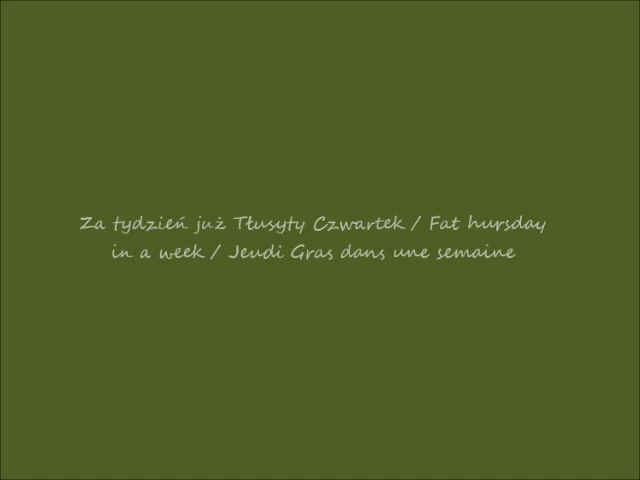 Za tydzień już Tłusyty Czwartek / Fat hursday
in a week / Jeudi Gras dans une semaine